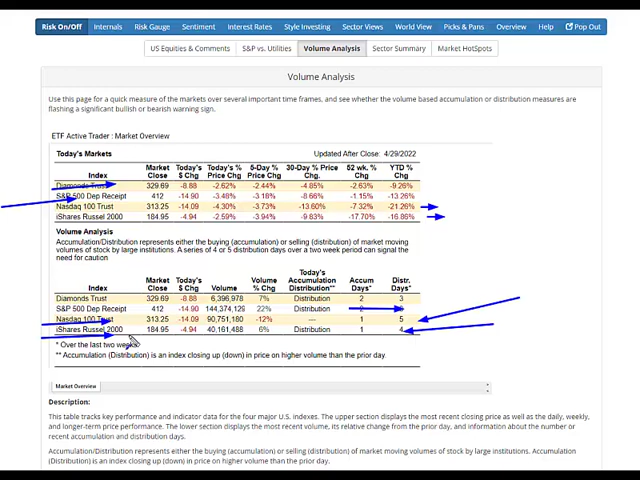 Risk On/Off Internals Risk Gauge Sentiment Interest Rates Style Investing Sector Views World View Picks & Pans Overview Help Pop Out
US Equities & Comments S&P vs. Utilities Volume Analysis Sector Summary Market HotSpots
Volume Analysis
Use this page for a quick measure of the markets over several important time frames, and see whether the volume based accumulation or distribution measures are
flashing a significant bullish or bearish warning sign.
ETF Active Trader : Market Overview
Today's Markets Updated After Close: 4/29/2022
Index Market Close Today's $ Chg Today's % Price Chg 5-Day % Price Chg 30-Day % Price Chg. 52 wk. % Chg YTD % Chg
Diamonds Trust 329.69 -8.88 -2.62% -2.44% -4.85% -2.63% -9.26%
S&P 500 Dep Receipt 412 -14.90 -3.48% -3.18% -8.66% -1.15% -13.26%
Nasdaq 100 Trust 313.25 -14.09 -4.30% -3.73% -13.60% -7.32% -21.26%
iShares Russel 2000 184.95 -4.94 -2.59% -3.94% -9.83% -17.70% -16.86%
Volume Analysis
Accumulation/Distribution represents either the buying (accumulation) or selling (distribution) of market moving
volumes of stock by large institutions. A series of 4 or 5 distribution days over a two week period can signal the
need for caution
Index Market Close Today's $ Chg Volume Volume % Chg Today's Accumulation Distribution** Accum Days* Distr. Days*
Diamonds Trust 329.69 -8.88 6,396,978 7% Distribution 2 3
S&P 500 Dep Receipt 412 -14.90 144,374,129 22% Distribution
Nasdaq 100 Trust 313.25 -14.09 90,751,180 -12% --- 1 5
iShares Russel 2000 184.95 -4.94 40,161,488 6% Distribution 1 4
* Over the last two weeks
** Accumulation (Distribution) is an index closing up (down) in price on higher volume than the prior day.
Market Overview
Description:
This table tracks key performance and indicator data for the four major U.S. indexes. The upper section displays the most recent closing price as well as the daily, weekly,
and longer-term price performance. The lower section displays the most recent volume, its relative change from the prior day, and information about the number or
recent accumulation and distribution days.
Accumulation/Distribution represents either the buying (accumulation) or selling (distribution) of market moving volumes of stock by large institutions. Accumulation
(Distribution) is an index closing up (down) in price on higher volume than the prior day.